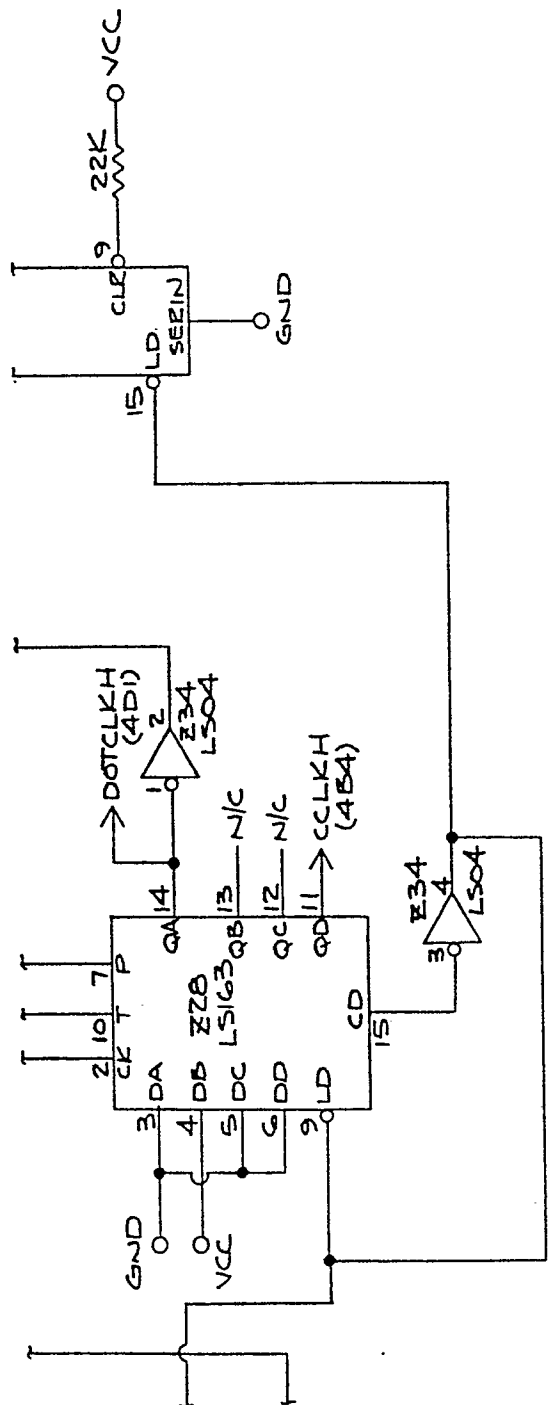 GND
VCC
3 DA
4 DB
5 DC
6 DD
9 LD
2 CK
10 T
7 P
Z28
LS163
CD
15
QA 14
QB 13
QC 12
QD 11
N/C
N/C
CCLKH
(4B4)
DOTCLKH
(4D1)
1
2
Z34
LS04
3
4
Z34
LS04
15
LD
SERIN
CLR
9
22K
VCC
GND